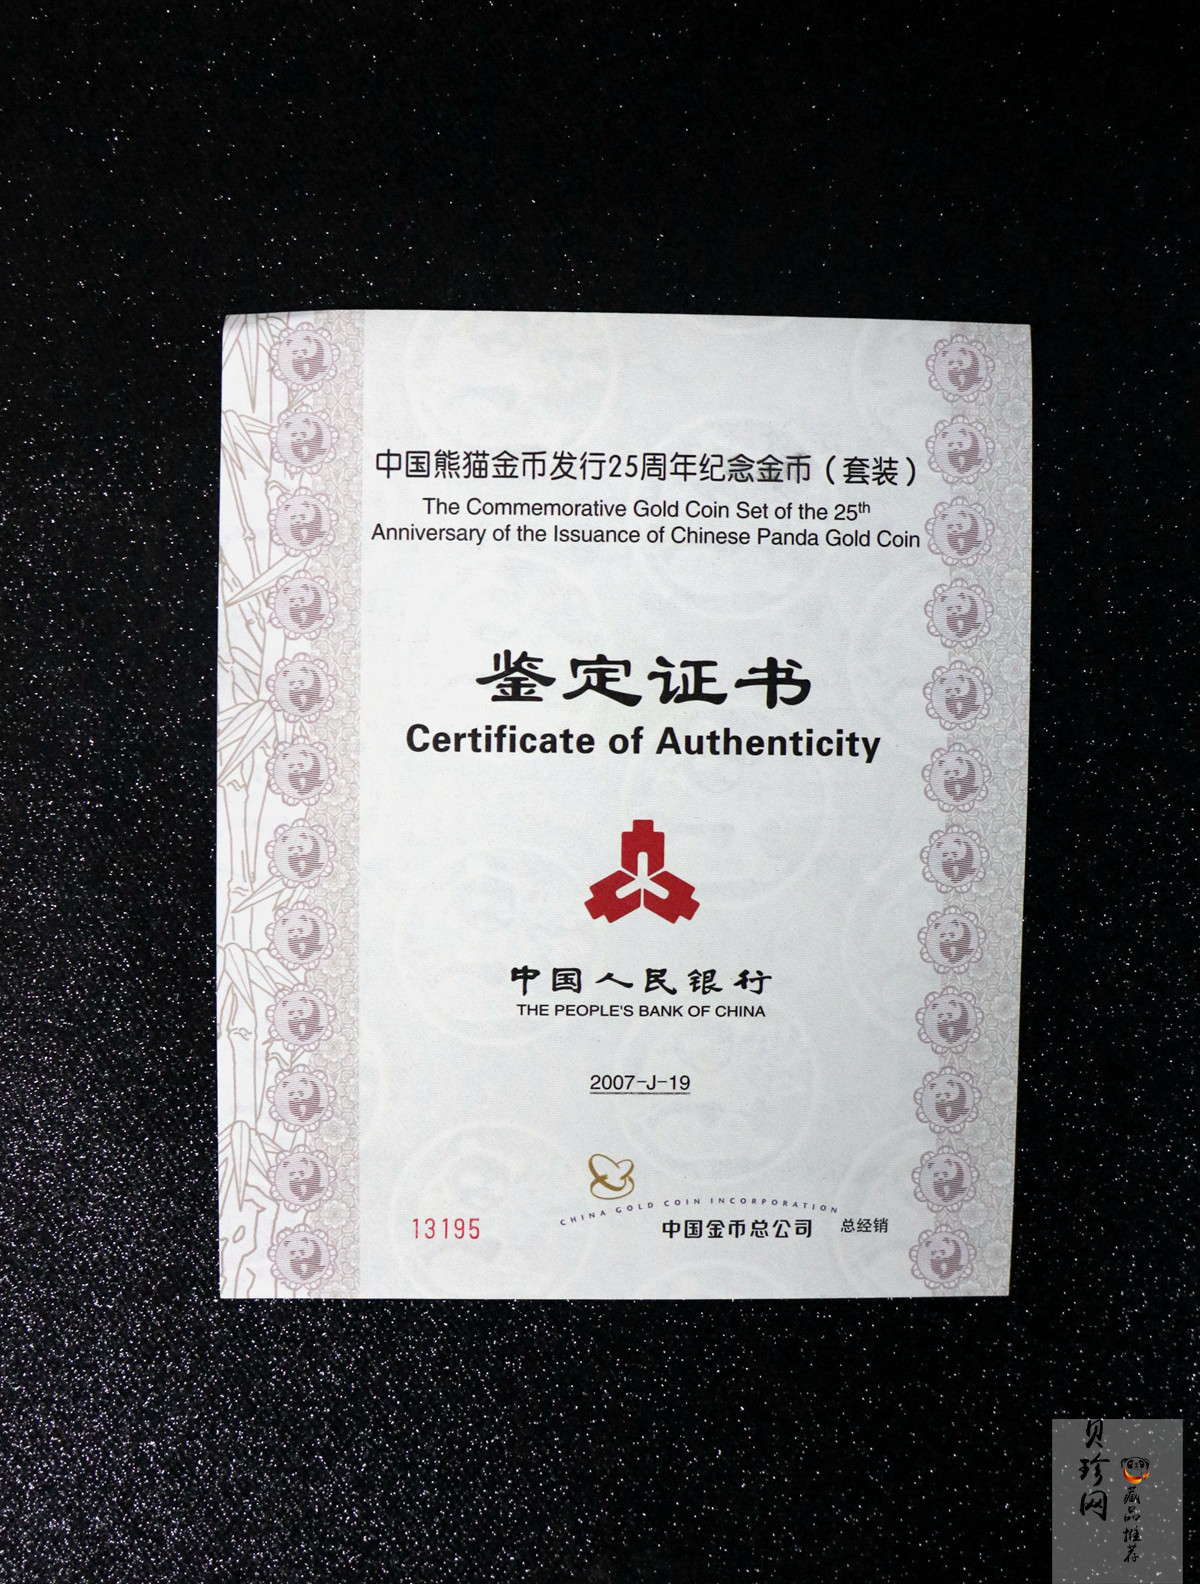 中国熊猫金币发行25周年纪念金币（套装）
The Commemorative Gold Coin Set of the 25th
Anniversary of the Issuance of Chinese Panda Gold Coin
鉴定证书
Certificate of Authenticity
中国人民银行
THE PEOPLE'S BANK OF CHINA
2007-J-19
CHINA GOLD COIN INCORPORATION
13195
中国金币总公司 总经销
贝珍网
藏品推荐